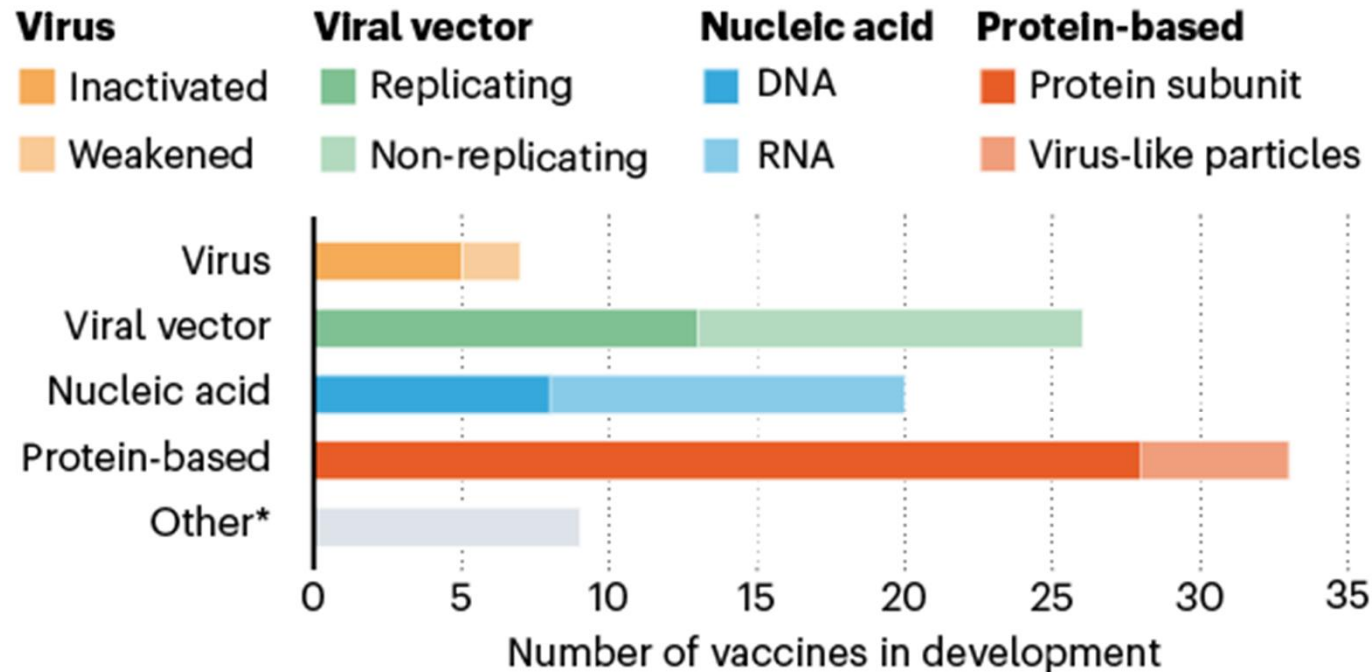 Virus Viral vector Nucleic acid Protein-based
Inactivated Replicating DNA Protein subunit
Weakened Non-replicating RNA Virus-like particles
Virus
Viral vector
Nucleic acid
Protein-based
Other*
0 5 10 15 20 25 30 35
Number of vaccines in development